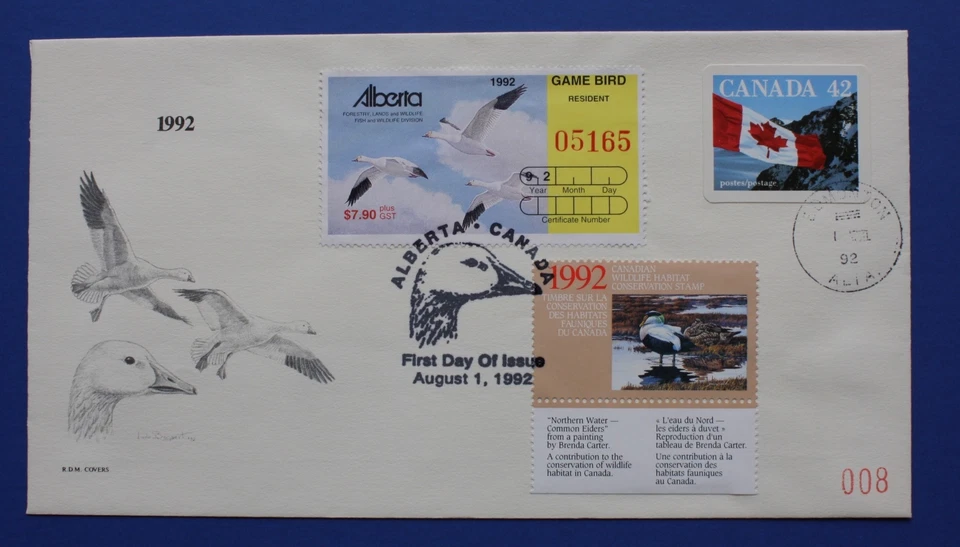 1992
Alberta
FORESTRY, LANDS and WILDLIFE
FISH and WILDLIFE DIVISION
1992
GAME BIRD
RESIDENT
05165
9 2
Year Month Day
Certificate Number
$7.90 plus GST
CANADA 42
postes/postage
92
ALTA.
ALBERTA · CANADA
First Day Of Issue
August 1, 1992
1992
CANADIAN
WILDLIFE HABITAT
CONSERVATION STAMP
TIMBRE SUR LA
CONSERVATION
DES HABITATS
FAUNIQUES
DU CANADA
"Northern Water —
Common Eiders"
from a painting
by Brenda Carter.
A contribution to the
conservation of wildlife
habitat in Canada.
« L'eau du Nord —
les eiders à duvet »
Reproduction d'un
tableau de Brenda Carter.
Une contribution à la
conservation des
habitats fauniques
au Canada.
R.D.M. COVERS
008